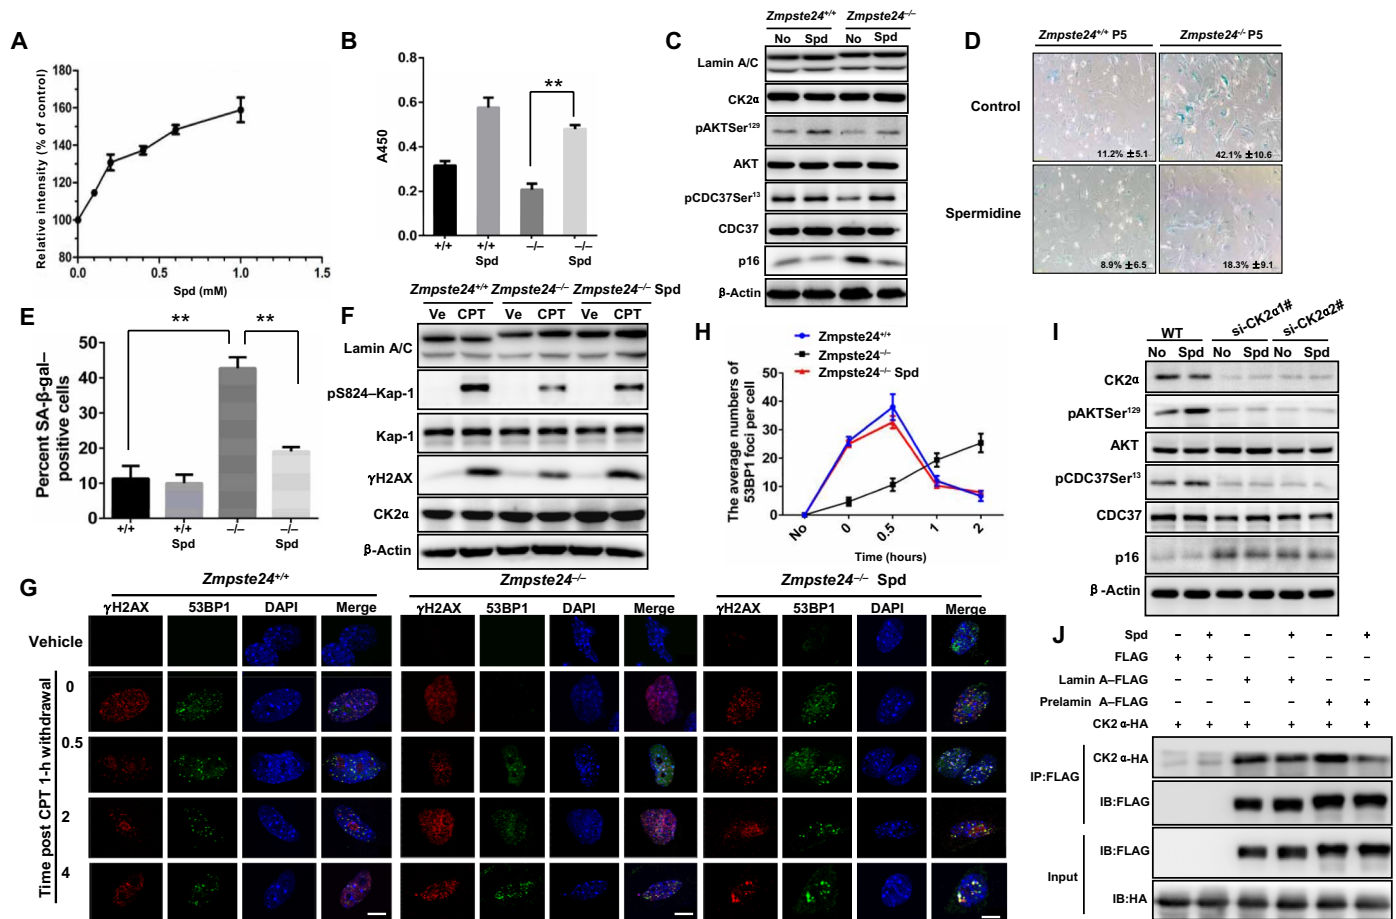 A
Relative intensity (% of control)
180
160
140
120
100
80
0.0
0.5
1.0
1.5
Spd (mM)
B
A450
0.8
0.6
0.4
0.2
0.0
**
+/+
+/+ Spd
–/–
–/– Spd
C
Zmpste24+/+ Zmpste24–/–
No Spd No Spd
Lamin A/C
CK2α
pAKTSer129
AKT
pCDC37Ser13
CDC37
p16
β-Actin
D
Zmpste24+/+ P5 Zmpste24-/- P5
Control
11.2% ±5.1
42.1% ±10.6
Spermidine
8.9% ±6.5
18.3% ±9.1
E
Percent SA-β-gal–
positive cells
50
40
30
20
10
0
** **
+/+
+/+ Spd
–/–
–/– Spd
F
Zmpste24+/+ Zmpste24–/– Zmpste24–/– Spd
Ve CPT Ve CPT Ve CPT
Lamin A/C
pS824–Kap-1
Kap-1
γH2AX
CK2α
β-Actin
H
Zmpste24+/+
Zmpste24–/–
Zmpste24–/– Spd
The average numbers of
53BP1 foci per cell
50
40
30
20
10
0
No 0 0.5 1 2
Time (hours)
I
WT si-CK2α1# si-CK2α2#
No Spd No Spd No Spd
CK2α
pAKTSer129
AKT
pCDC37Ser13
CDC37
p16
β-Actin
G
Zmpste24+/+ Zmpste24–/– Zmpste24–/– Spd
γH2AX 53BP1 DAPI Merge γH2AX 53BP1 DAPI Merge γH2AX 53BP1 DAPI Merge
Vehicle
Time post CPT 1-h withdrawal
0
0.5
2
4
J
Spd – + – + – +
FLAG + + – – – –
Lamin A–FLAG – – + + – –
Prelamin A–FLAG – – – – + +
CK2 α-HA + + + + + +
IP:FLAG
CK2 α-HA
IB:FLAG
Input
IB:FLAG
IB:HA